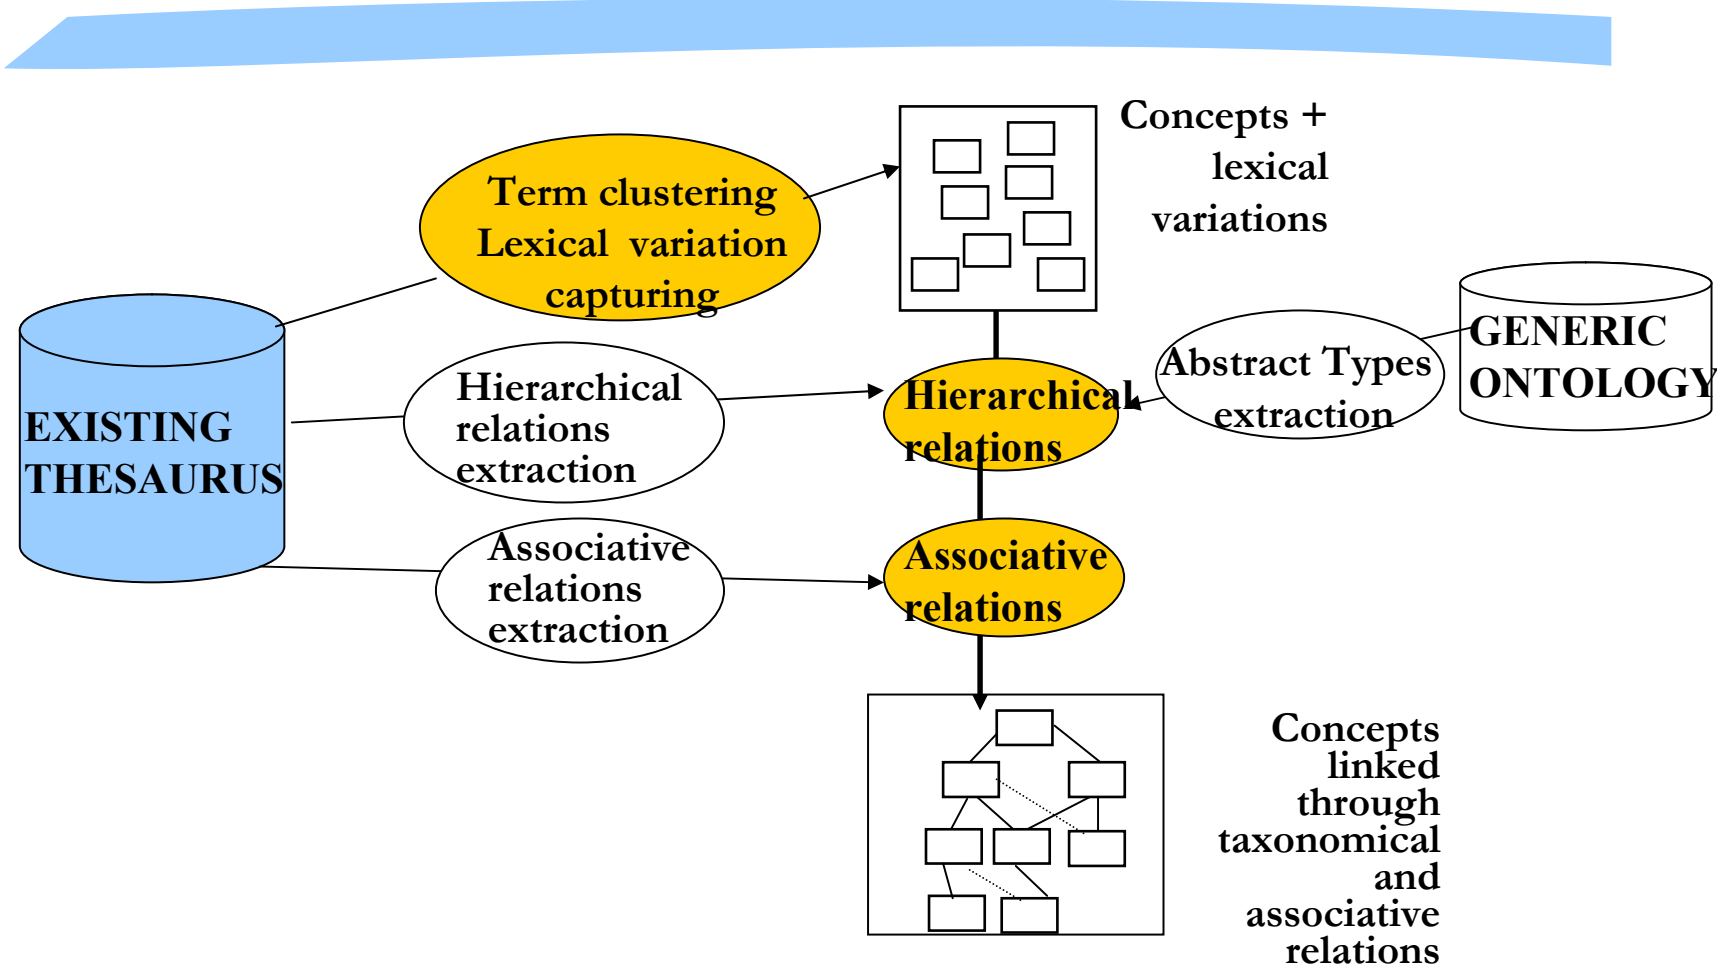 Concepts +
lexical
variations
Term clustering
Lexical variation
capturing
GENERIC
ONTOLOGY
Abstract Types
extraction
Hierarchical
relations
extraction
Hierarchical
relations
EXISTING
THESAURUS
Associative
relations
extraction
Associative
relations
Concepts
linked
through
taxonomical
and
associative
relations